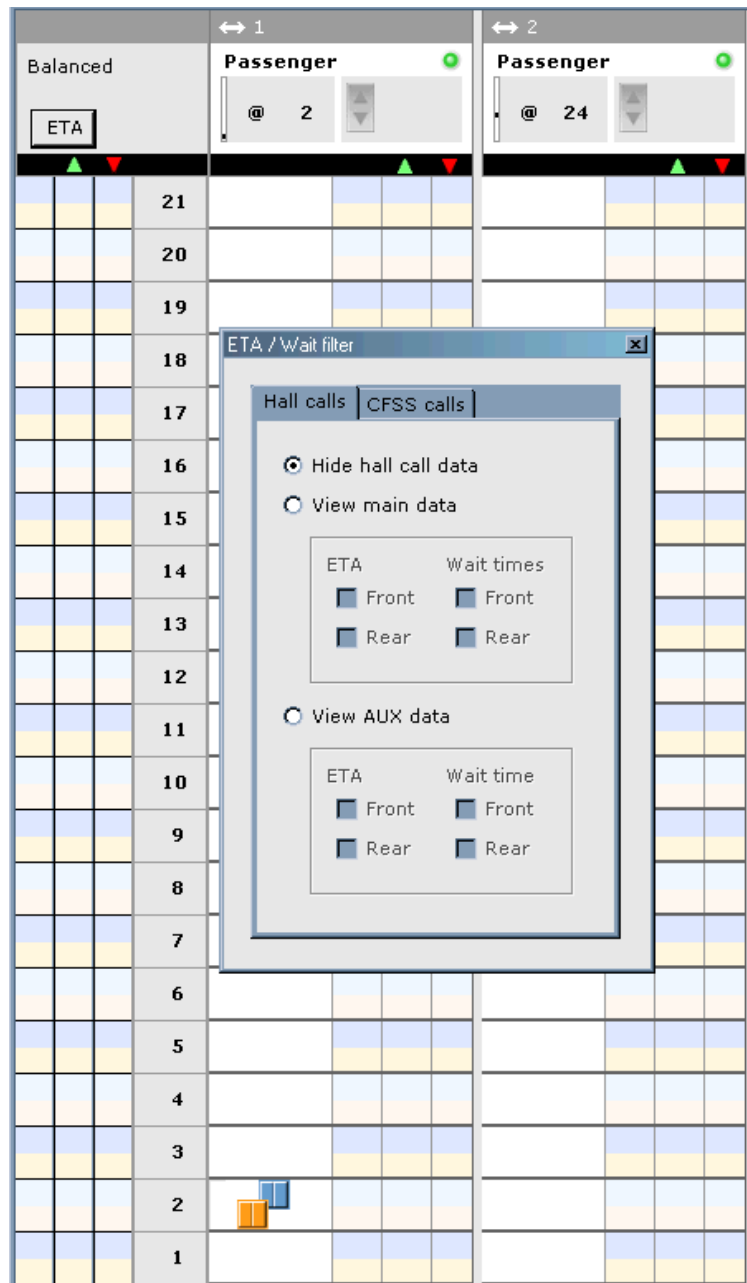 ↔ 1
↔ 2
Balanced
Passenger
Passenger
ETA
@ 2
@ 24
21
20
19
18
17
16
15
14
13
12
11
10
9
8
7
6
5
4
3
2
1
ETA / Wait filter
Hall calls
CFSS calls
Hide hall call data
View main data
ETA Wait times
Front Front
Rear Rear
View AUX data
ETA Wait time
Front Front
Rear Rear